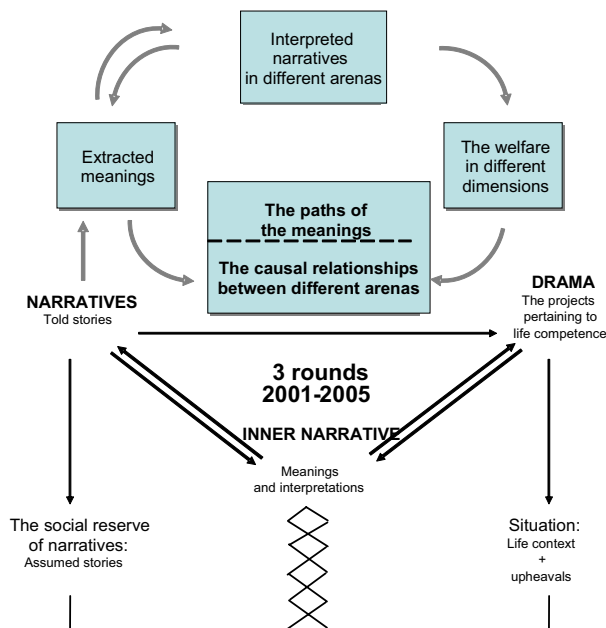 Interpreted
narratives
in different arenas
Extracted
meanings
The welfare
in different
dimensions
The paths of
the meanings
The causal relationships
between different arenas
NARRATIVES
Told stories
DRAMA
The projects
pertaining to
life competence
3 rounds
2001-2005
INNER NARRATIVE
Meanings
and interpretations
The social reserve
of narratives:
Assumed stories
Situation:
Life context
+
upheavals